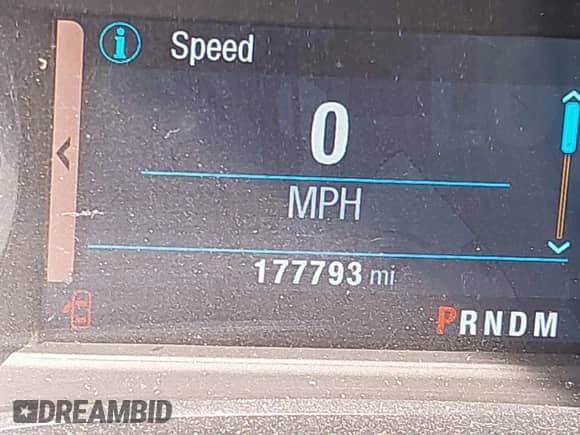 Speed
0
MPH
177793 mi
PRNDM
DREAMBID